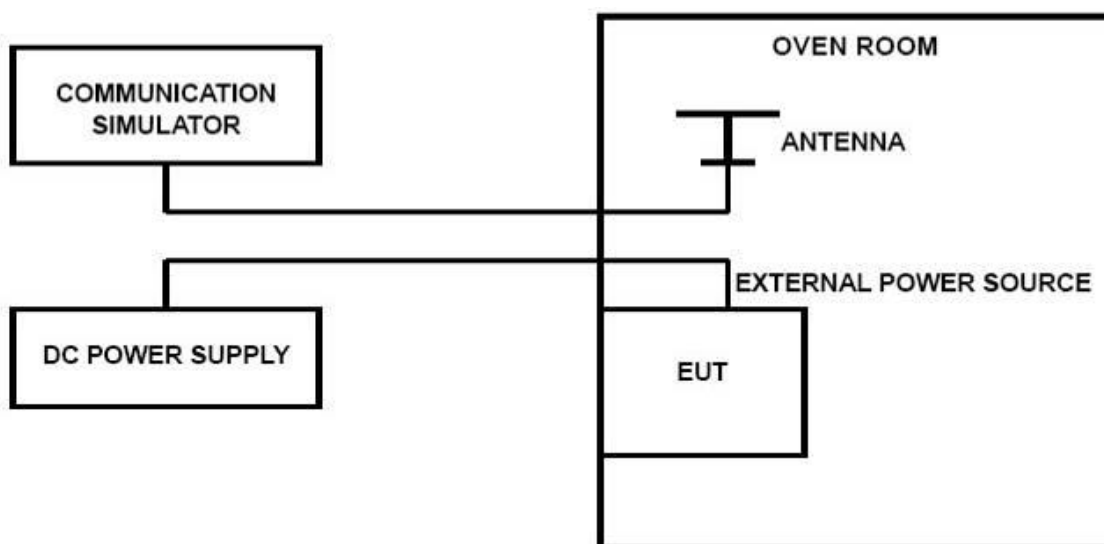 OVEN ROOM
COMMUNICATION
SIMULATOR
ANTENNA
EXTERNAL POWER SOURCE
DC POWER SUPPLY
EUT